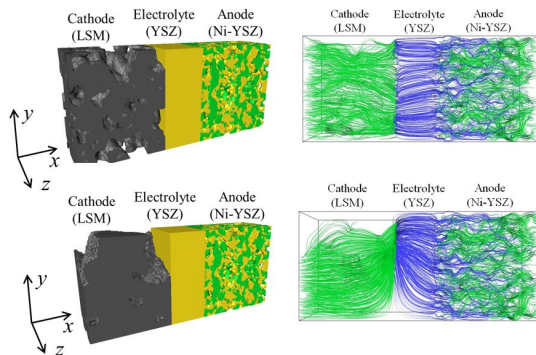 Cathode
(LSM)
Electrolyte
(YSZ)
Anode
(Ni-YSZ)
y
x
z
Cathode
(LSM)
Electrolyte
(YSZ)
Anode
(Ni-YSZ)
Cathode
(LSM)
Electrolyte
(YSZ)
Anode
(Ni-YSZ)
y
x
z
Cathode
(LSM)
Electrolyte
(YSZ)
Anode
(Ni-YSZ)